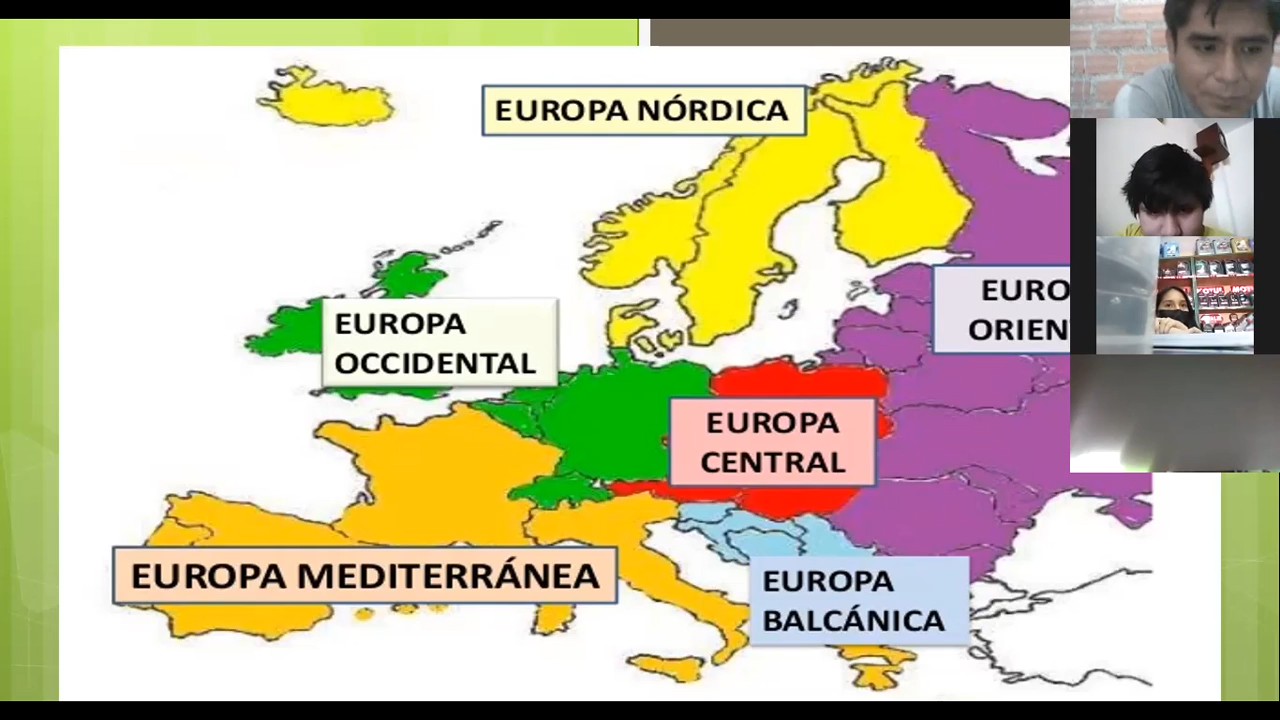 EUROPA NÓRDICA
EUROPA
OCCIDENTAL
EURO
ORIEN
EUROPA
CENTRAL
EUROPA MEDITERRÁNEA
EUROPA
BALCÁNICA